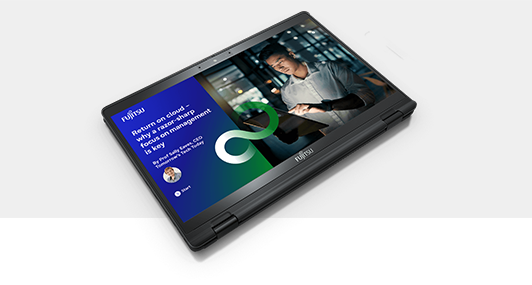 FUJITSU
Return on cloud –
why a razor-sharp
focus on management
is key
By Prof Sally Eaves, CEO
Tomorrow's Tech Today
Start
FUJITSU